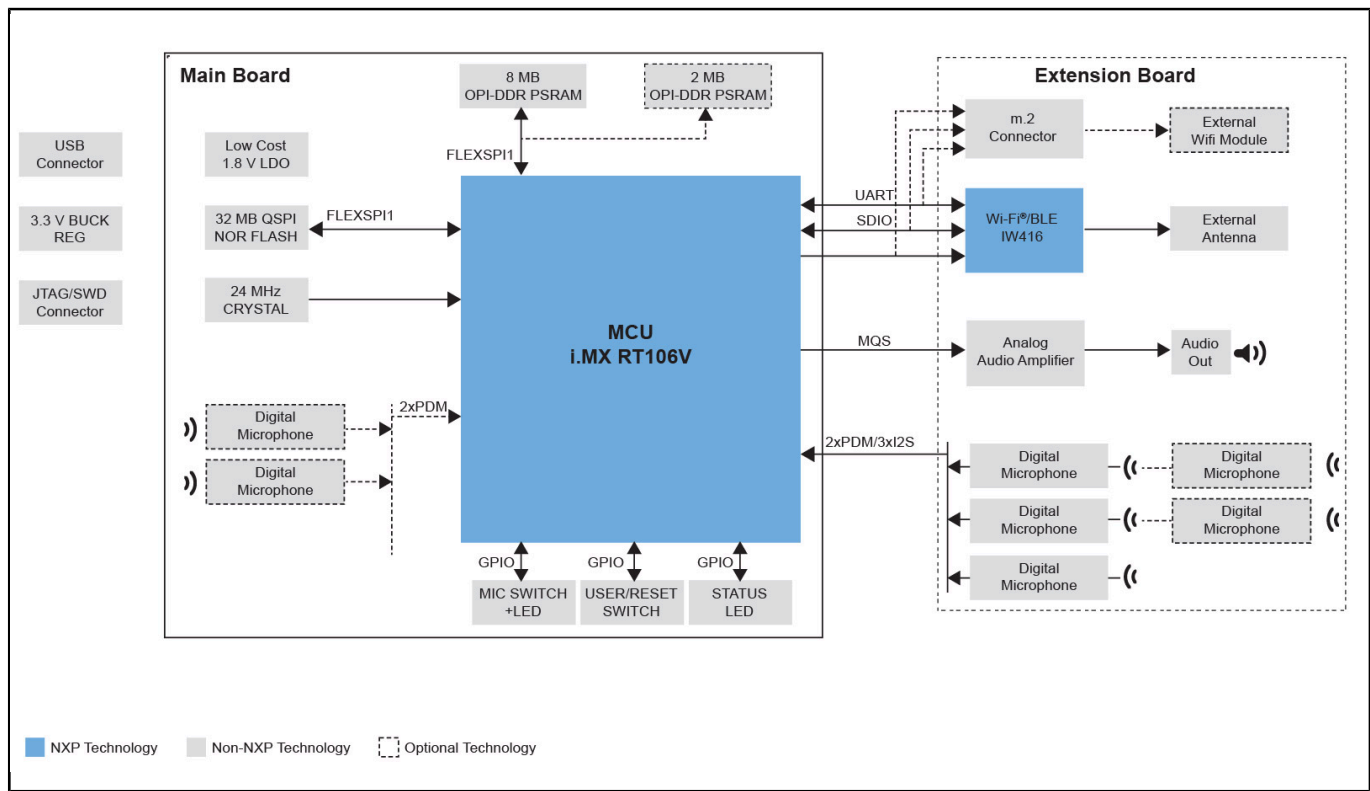 Main Board
Extension Board
8 MB
OPI-DDR PSRAM
2 MB
OPI-DDR PSRAM
m.2
Connector
External
Wifi Module
USB
Connector
Low Cost
1.8 V LDO
FLEXSPI1
UART
SDIO
Wi-Fi®/BLE
IW416
External
Antenna
3.3 V BUCK
REG
32 MB QSPI
NOR FLASH
FLEXSPI1
JTAG/SWD
Connector
24 MHz
CRYSTAL
MCU
i.MX RT106V
MQS
Analog
Audio Amplifier
Audio
Out
Digital
Microphone
2xPDM
Digital
Microphone
2xPDM/3xI2S
Digital
Microphone
Digital
Microphone
Digital
Microphone
Digital
Microphone
Digital
Microphone
GPIO
GPIO
GPIO
MIC SWITCH
+LED
USER/RESET
SWITCH
STATUS
LED
NXP Technology
Non-NXP Technology
Optional Technology